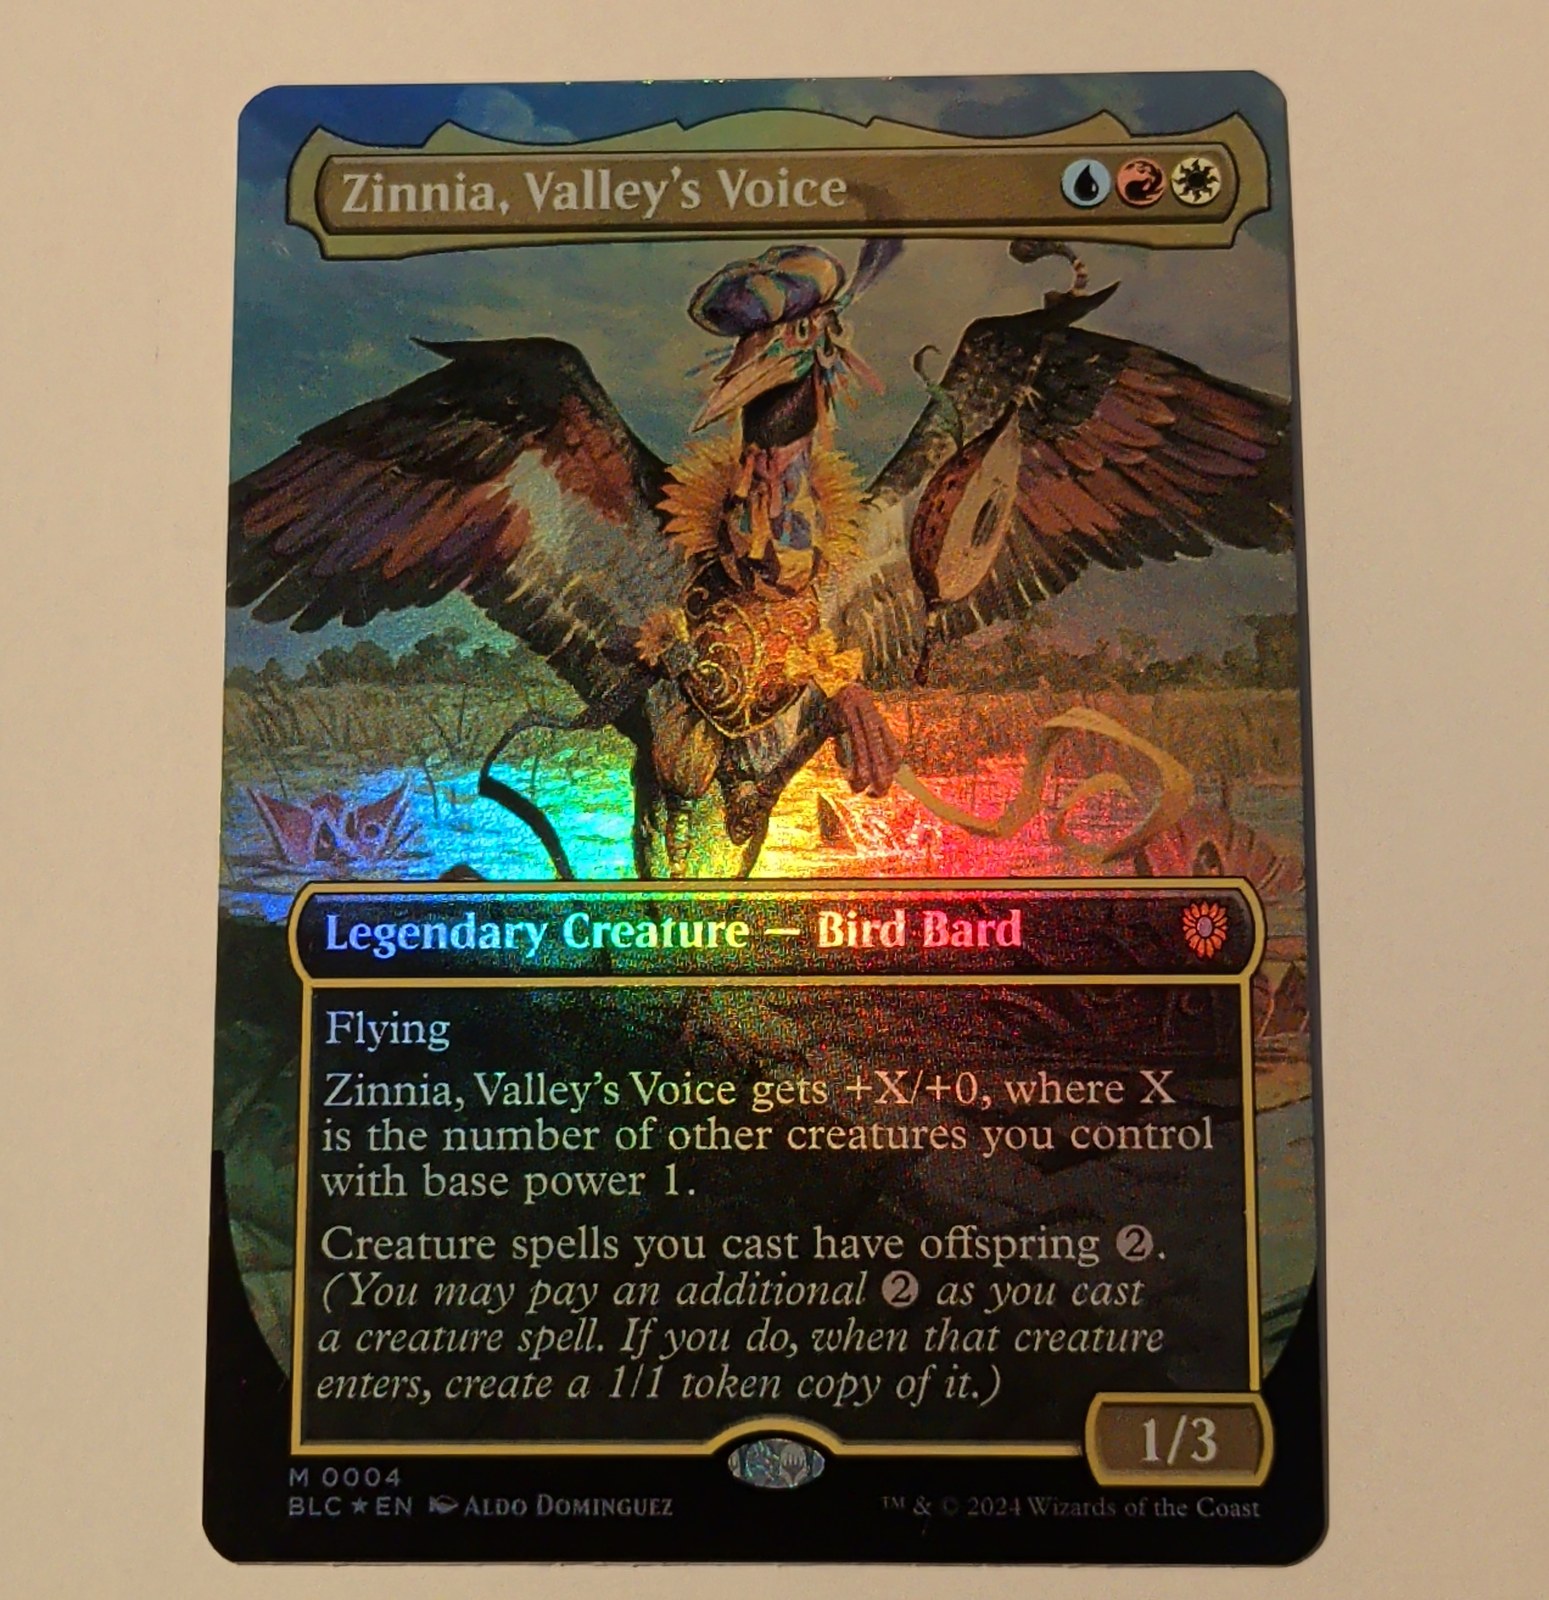 Zinnia, Valley's Voice
Legendary Creature — Bird Bard
Flying
Zinnia, Valley's Voice gets +X/+0, where X
is the number of other creatures you control
with base power 1.
Creature spells you cast have offspring 2.
(You may pay an additional 2 as you cast
a creature spell. If you do, when that creature
enters, create a 1/1 token copy of it.)
1/3
M 0004
BLC ★ EN ALDO DOMINGUEZ
™ & © 2024 Wizards of the Coast